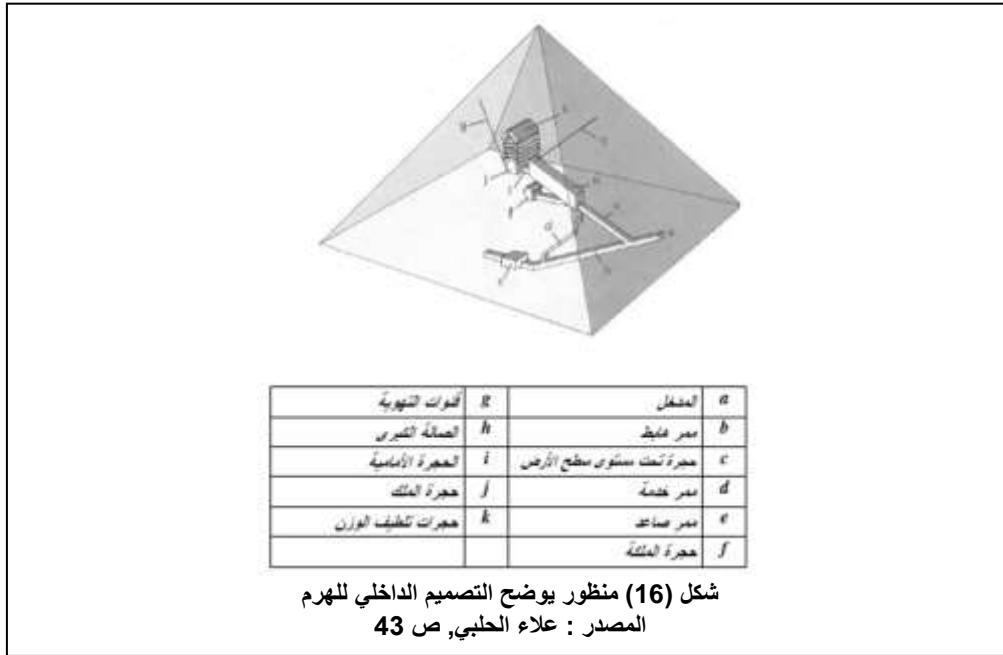 a المدخل g قنوات التهوية
b ممر هابط h الصالة الكبرى
c حجرة تحت مستوى سطح الأرض i الحجرة الأمامية
d ممر خدمة j حجرة الملك
e ممر صاعد k حجرات تلطيف الوزن
f حجرة الملكة
شكل (16) منظور يوضح التصميم الداخلي للهرم
المصدر : علاء الحلبي, ص 43